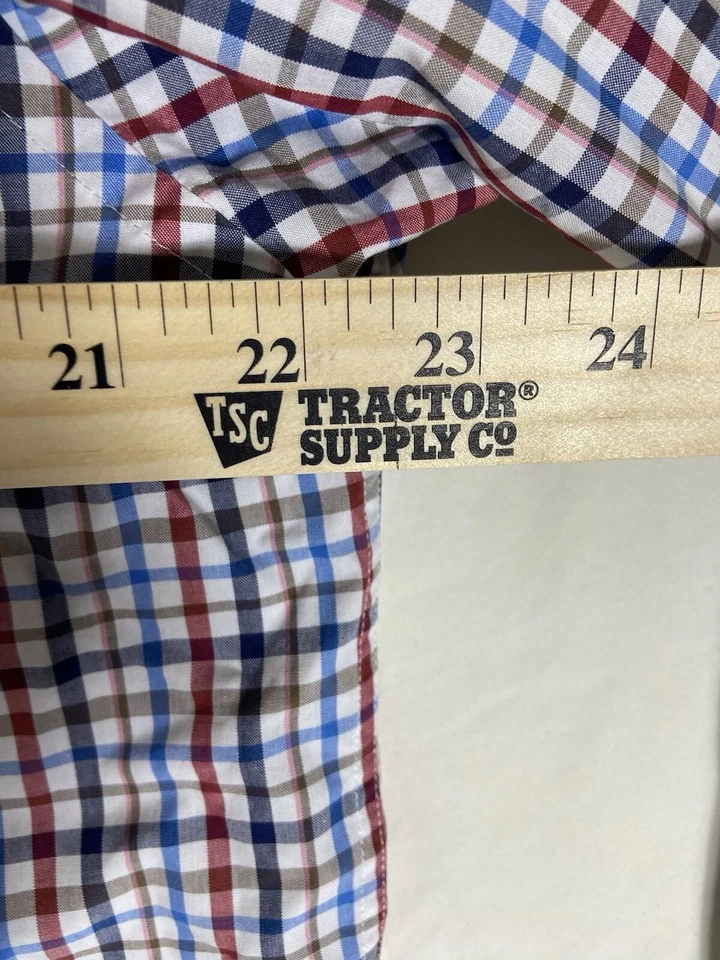 21 22 23 24
TSC TRACTOR®
SUPPLY Co